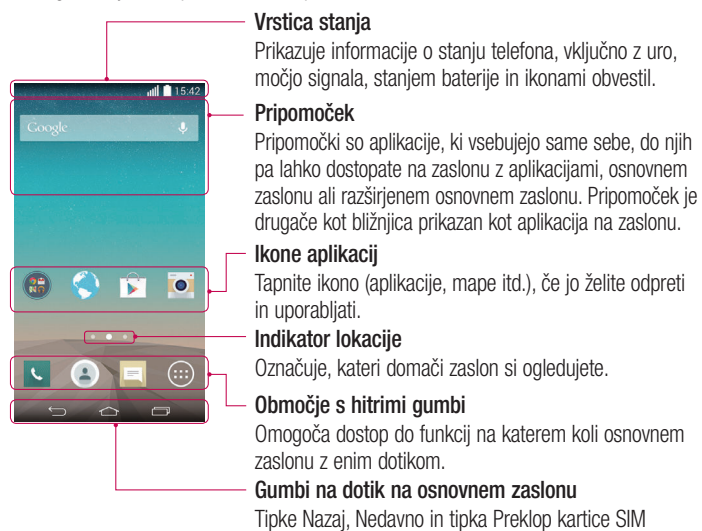 Vrstica stanja
Prikazuje informacije o stanju telefona, vključno z uro,
močjo signala, stanjem baterije in ikonami obvestil.
15:42
Google
Pripomoček
Pripomočki so aplikacije, ki vsebujejo same sebe, do njih
pa lahko dostopate na zaslonu z aplikacijami, osnovnem
zaslonu ali razširjenem osnovnem zaslonu. Pripomoček je
drugače kot bližnjica prikazan kot aplikacija na zaslonu.
Ikone aplikacij
Tapnite ikono (aplikacije, mape itd.), če jo želite odpreti
in uporabljati.
Indikator lokacije
Označuje, kateri domači zaslon si ogledujete.
Območje s hitrimi gumbi
Omogoča dostop do funkcij na katerem koli osnovnem
zaslonu z enim dotikom.
Gumbi na dotik na osnovnem zaslonu
Tipke Nazaj, Nedavno in tipka Preklop kartice SIM